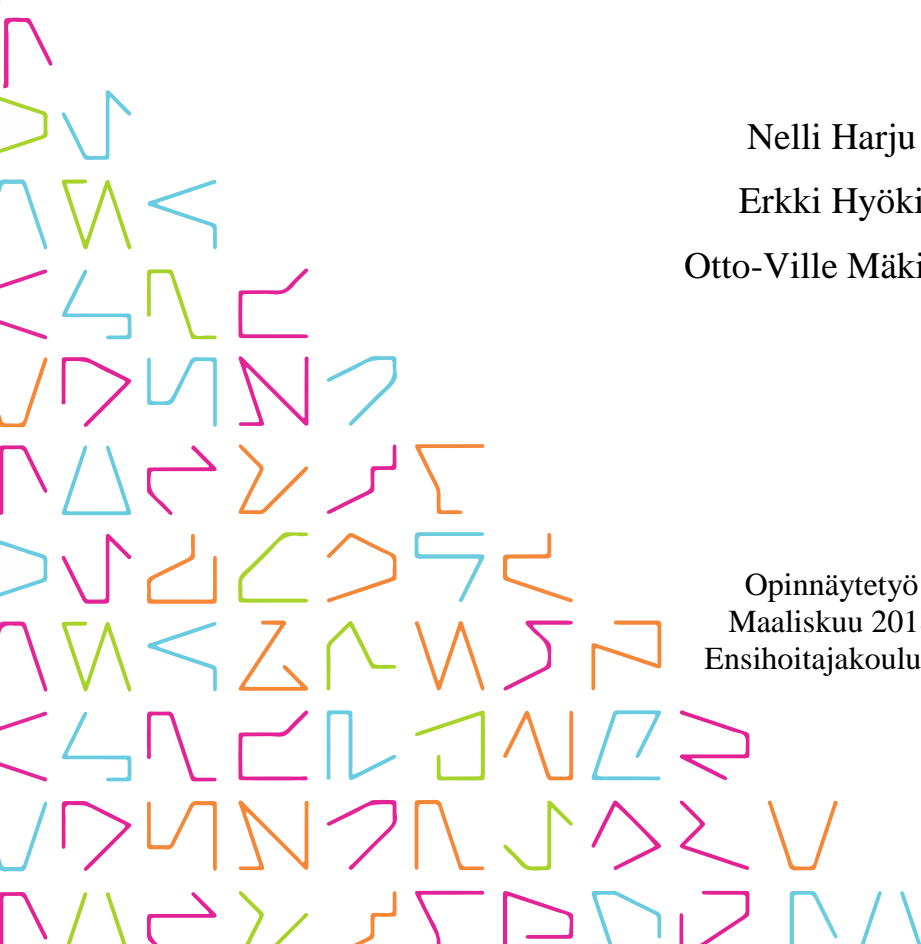 Nelli Harju
Erkki Hyöki
Otto-Ville Mäki
Opinnäytetyö
Maaliskuu 201
Ensihoitajakoulu